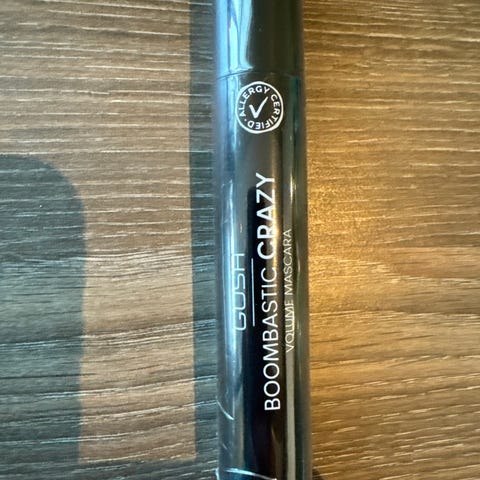 ALLERGY CERTIFIED
GOSH
BOOMBASTIC CRAZY
VOLUME MASCARA